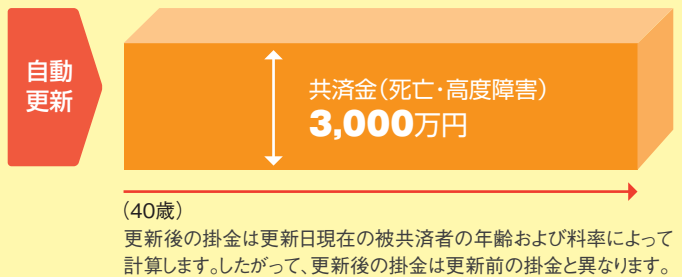 自動
更新
共済金(死亡・高度障害)
3,000万円
(40歳)
更新後の掛金は更新日現在の被共済者の年齢および料率によって
計算します。したがって、更新後の掛金は更新前の掛金と異なります。